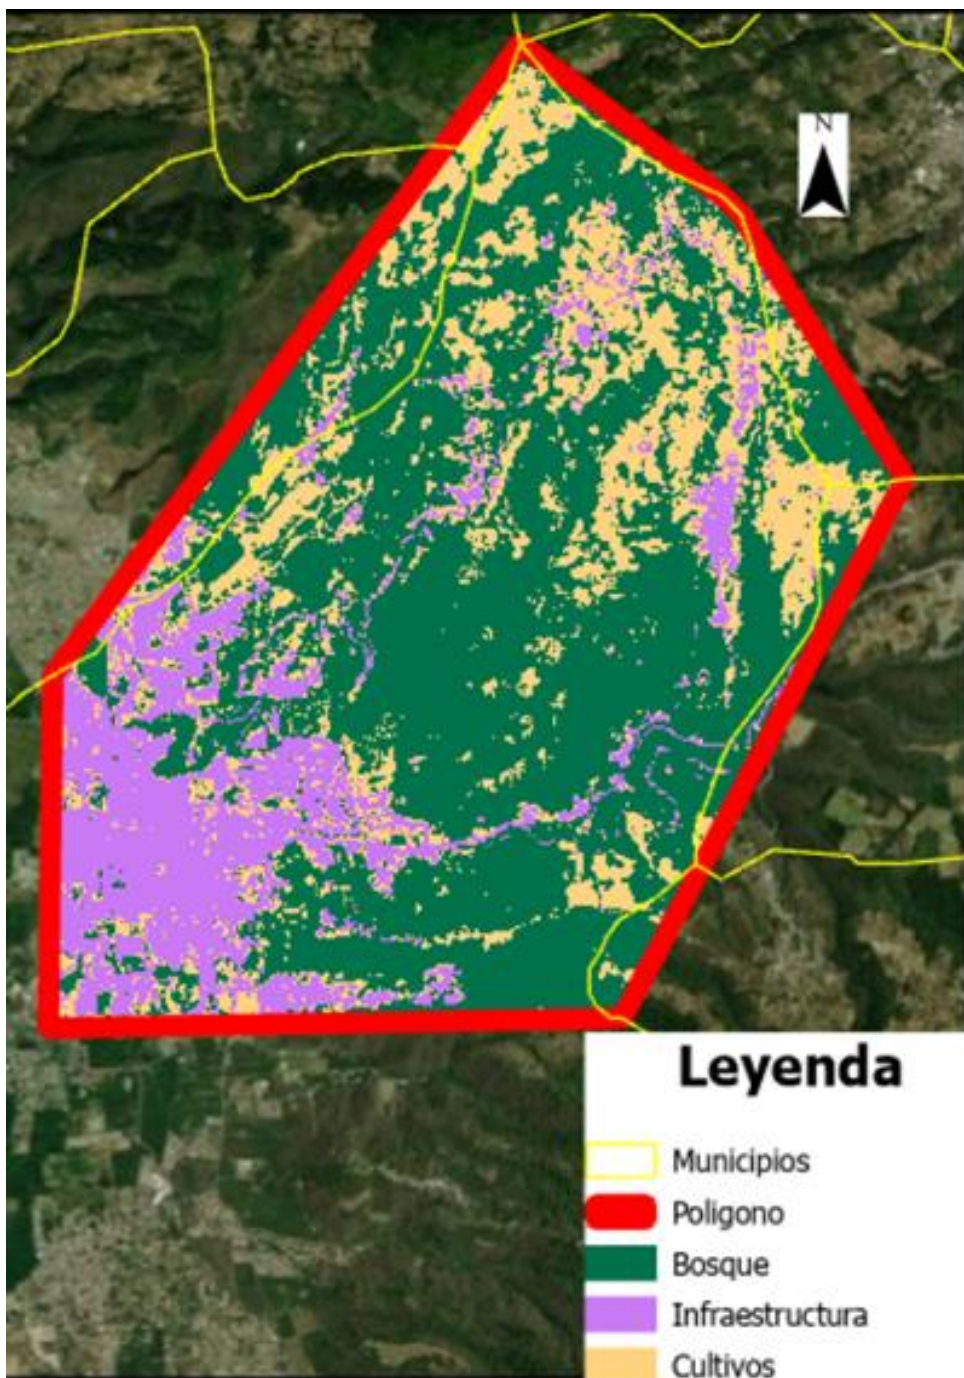 N
Leyenda
Municipios
Poligono
Bosque
Infraestructura
Cultivos